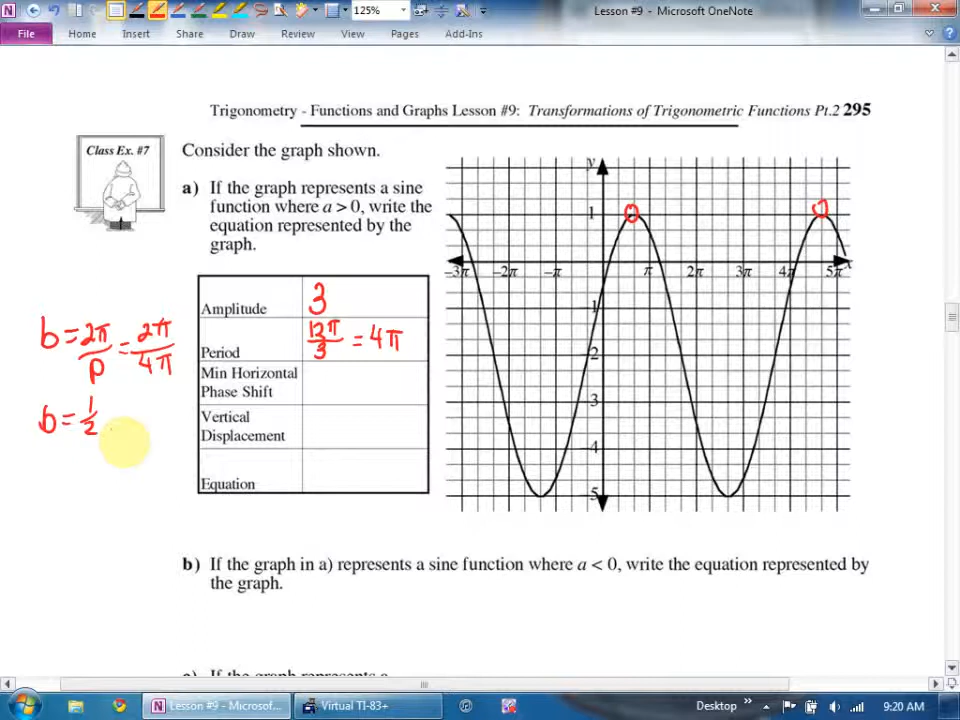 125%
Lesson #9 - Microsoft OneNote
File Home Insert Share Draw Review View Pages Add-Ins
Trigonometry - Functions and Graphs Lesson #9: Transformations of Trigonometric Functions Pt.2 295
Class Ex. #7
Consider the graph shown.
a) If the graph represents a sine
function where a > 0, write the
equation represented by the
graph.
Amplitude 3
Period 12π/3 = 4π
Min Horizontal
Phase Shift
Vertical
Displacement
Equation
b = 2π/P = 2π/4π
b = 1/2
y
1
-3π -2π -π π 2π 3π 4π 5π x
1
2
3
-4
-5
b) If the graph in a) represents a sine function where a < 0, write the equation represented by
the graph.
c) If the graph represents a
Lesson #9 - Microsof... Virtual TI-83+ Desktop 9:20 AM